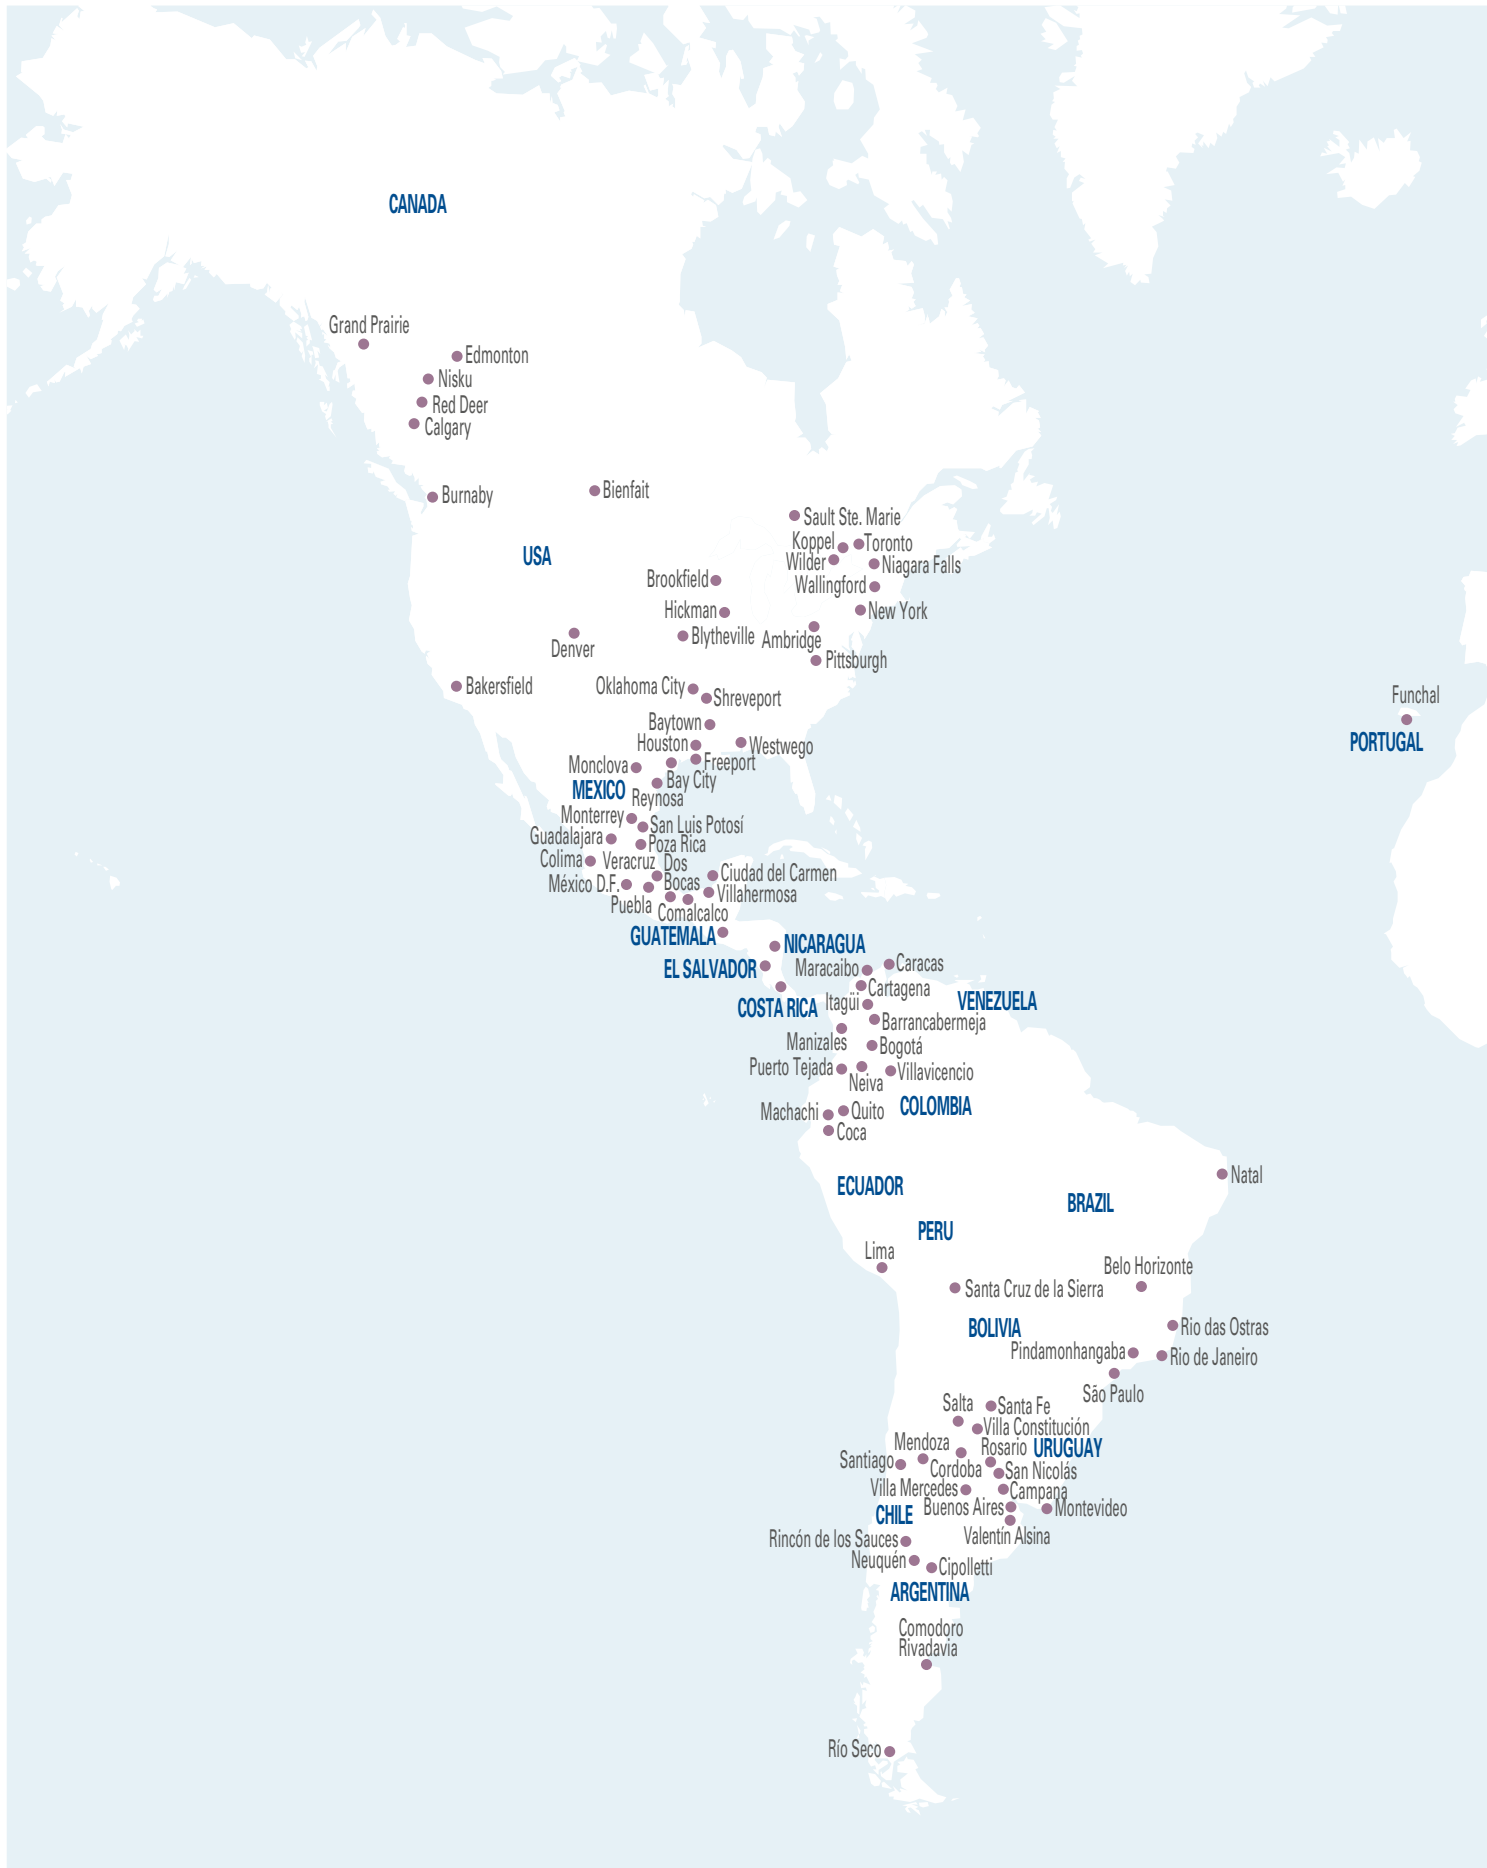 CANADA
Grand Prairie
Edmonton
Nisku
Red Deer
Calgary
Burnaby
Bienfait
Sault Ste. Marie
Koppel
Toronto
USA
Wilder
Niagara Falls
Brookfield
Wallingford
Hickman
New York
Blytheville
Ambridge
Denver
Pittsburgh
Bakersfield
Oklahoma City
Shreveport
Funchal
Baytown
PORTUGAL
Houston
Westwego
Monclova
Freeport
Bay City
MEXICO
Reynosa
Monterrey
San Luis Potosí
Guadalajara
Poza Rica
Colima
Veracruz
Dos
Bocas
Ciudad del Carmen
México D.F.
Villahermosa
Puebla
Comalcalco
GUATEMALA
NICARAGUA
EL SALVADOR
Maracaibo
Caracas
Cartagena
COSTA RICA
Itagüi
VENEZUELA
Barrancabermeja
Manizales
Bogotá
Puerto Tejada
Neiva
Villavicencio
COLOMBIA
Machachi
Quito
Coca
Natal
ECUADOR
BRAZIL
PERU
Lima
Belo Horizonte
Santa Cruz de la Sierra
BOLIVIA
Rio das Ostras
Pindamonhangaba
Rio de Janeiro
São Paulo
Salta
Santa Fe
Villa Constitución
Mendoza
Rosario
URUGUAY
Santiago
Cordoba
San Nicolás
Villa Mercedes
Campana
Buenos Aires
Montevideo
CHILE
Valentín Alsina
Rincón de los Sauces
Neuquén
Cipolletti
ARGENTINA
Comodoro
Rivadavia
Río Seco